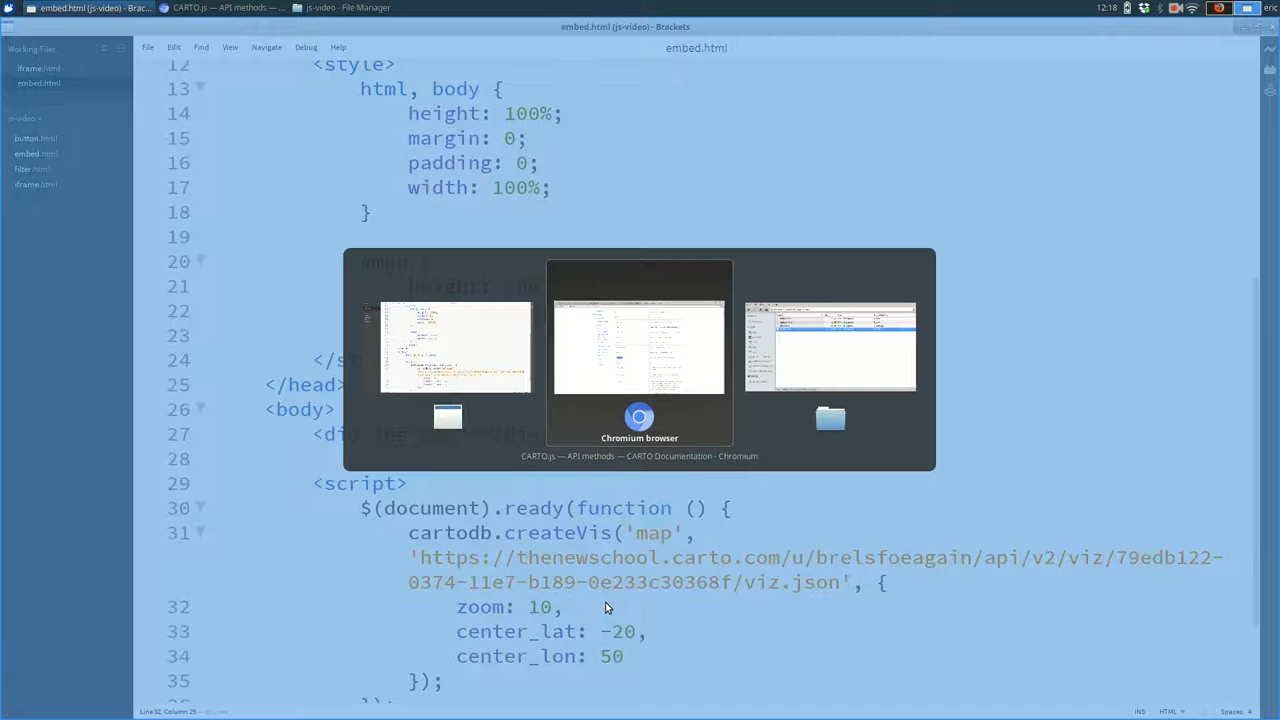 embed.html (js-video) - Brac...
CARTO.js — API methods — ...
js-video - File Manager
12:18
eric
embed.html (js-video) - Brackets
Working Files
iframe.html
embed.html
js-video
button.html
embed.html
filter.html
iframe.html
File Edit Find View Navigate Debug Help
embed.html
12 <style>
13 html, body {
14 height: 100%;
15 margin: 0;
16 padding: 0;
17 width: 100%;
18 }
19
20
21
22
24
25 </head>
26 <body>
27
28
29 <script>
30 $(document).ready(function () {
31 cartodb.createVis('map',
'https://thenewschool.carto.com/u/brelsfoeagain/api/v2/viz/79edb122-
0374-11e7-b189-0e233c30368f/viz.json', {
32 zoom: 10,
33 center_lat: -20,
34 center_lon: 50
35 });
Chromium browser
CARTO.js — API methods — CARTO Documentation - Chromium
Line 32, Column 29
INS HTML Spaces: 4